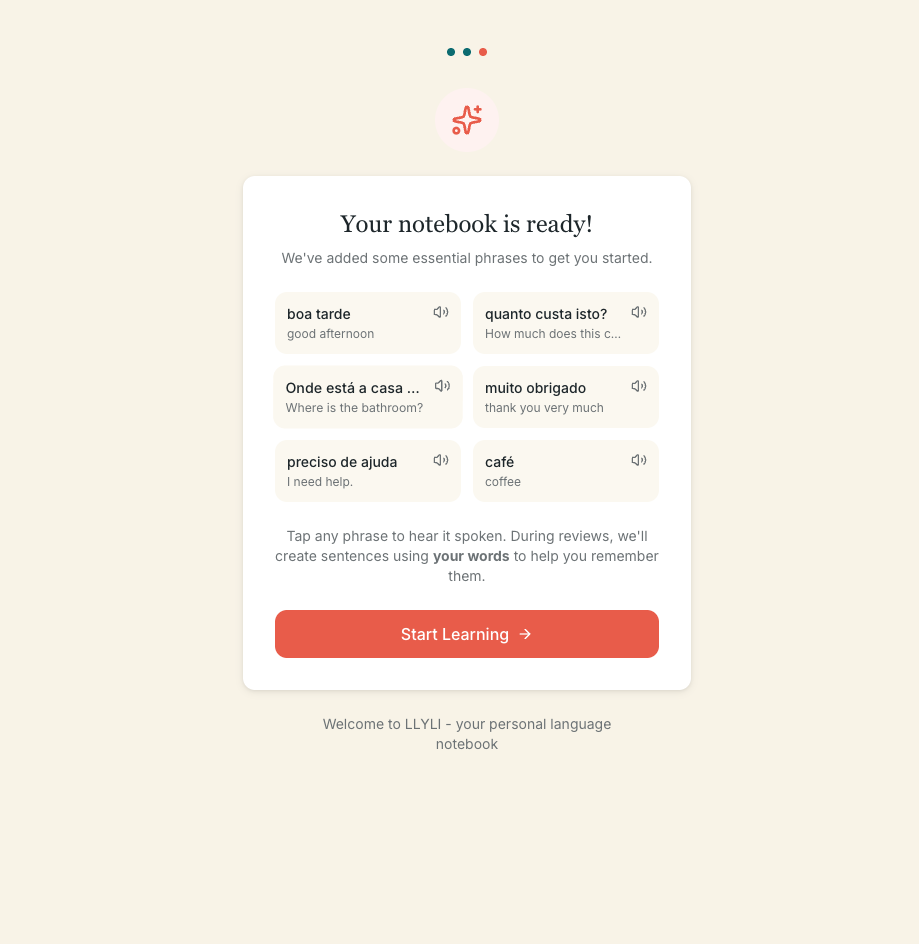 Your notebook is ready!
We've added some essential phrases to get you started.
boa tarde
good afternoon
quanto custa isto?
How much does this c...
Onde está a casa ...
Where is the bathroom?
muito obrigado
thank you very much
preciso de ajuda
I need help.
café
coffee
Tap any phrase to hear it spoken. During reviews, we'll
create sentences using your words to help you remember
them.
Start Learning →
Welcome to LLYLI - your personal language
notebook